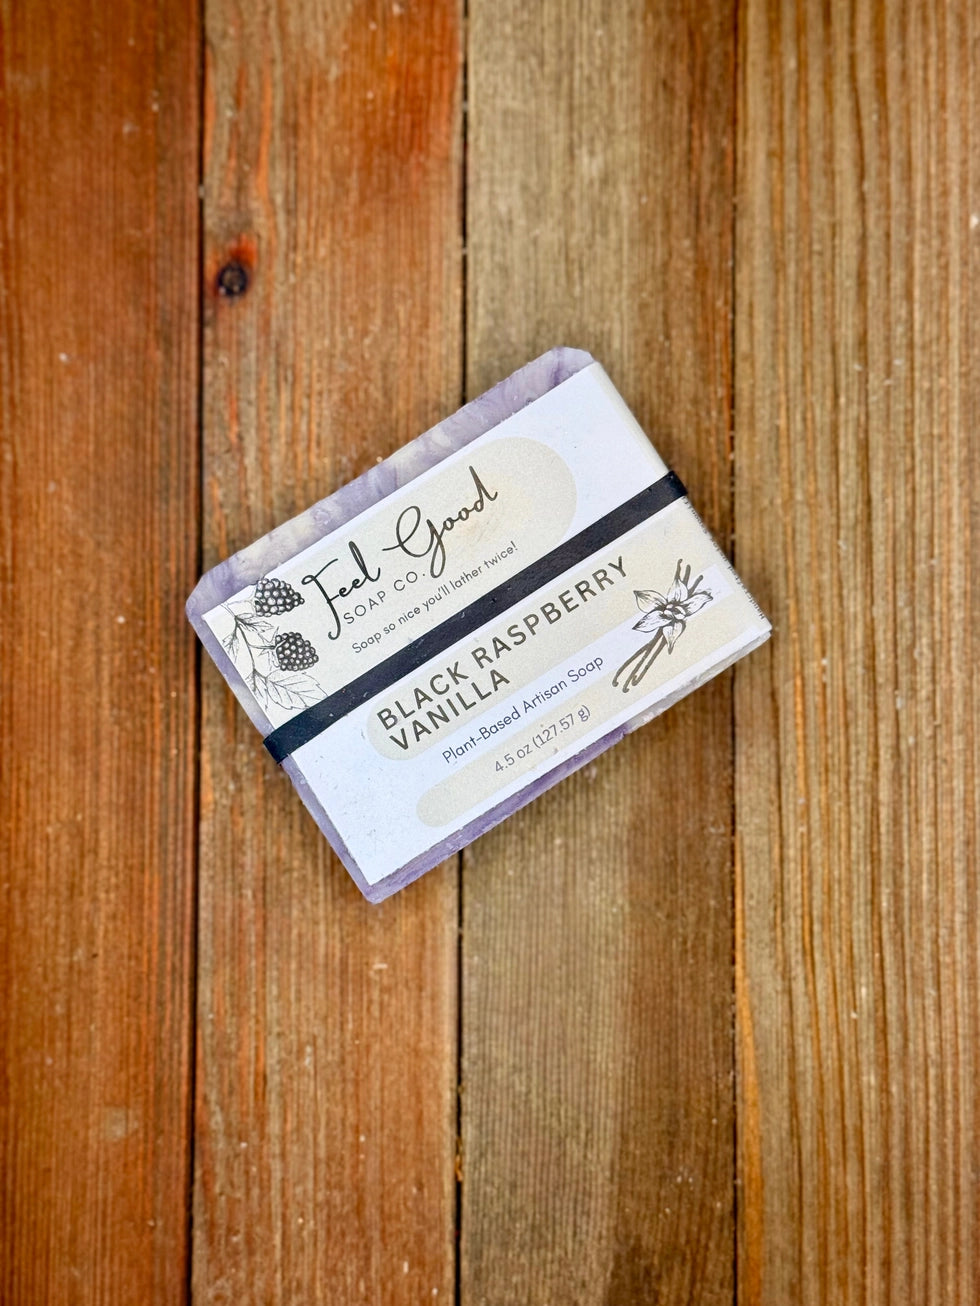 Feel Good
SOAP CO.
Soap so nice you'll lather twice!
BLACK RASPBERRY
VANILLA
Plant-Based Artisan Soap
4.5 oz (127.57 g)